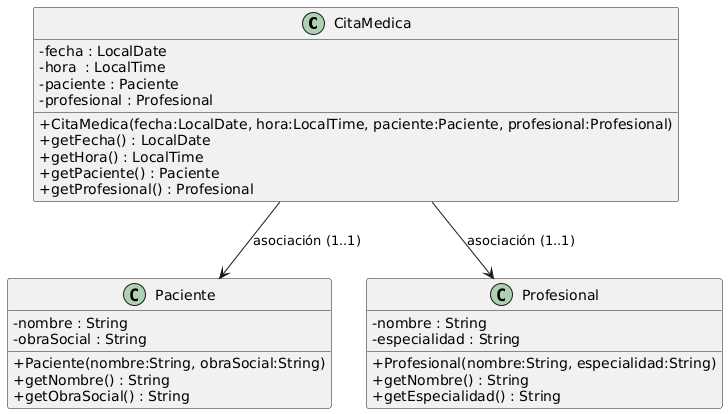 C CitaMedica
-fecha : LocalDate
-hora  : LocalTime
-paciente : Paciente
-profesional : Profesional
+CitaMedica(fecha:LocalDate, hora:LocalTime, paciente:Paciente, profesional:Profesional)
+getFecha() : LocalDate
+getHora() : LocalTime
+getPaciente() : Paciente
+getProfesional() : Profesional
asociación (1..1)
asociación (1..1)
C Paciente
-nombre : String
-obraSocial : String
+Paciente(nombre:String, obraSocial:String)
+getNombre() : String
+getObraSocial() : String
C Profesional
-nombre : String
-especialidad : String
+Profesional(nombre:String, especialidad:String)
+getNombre() : String
+getEspecialidad() : String